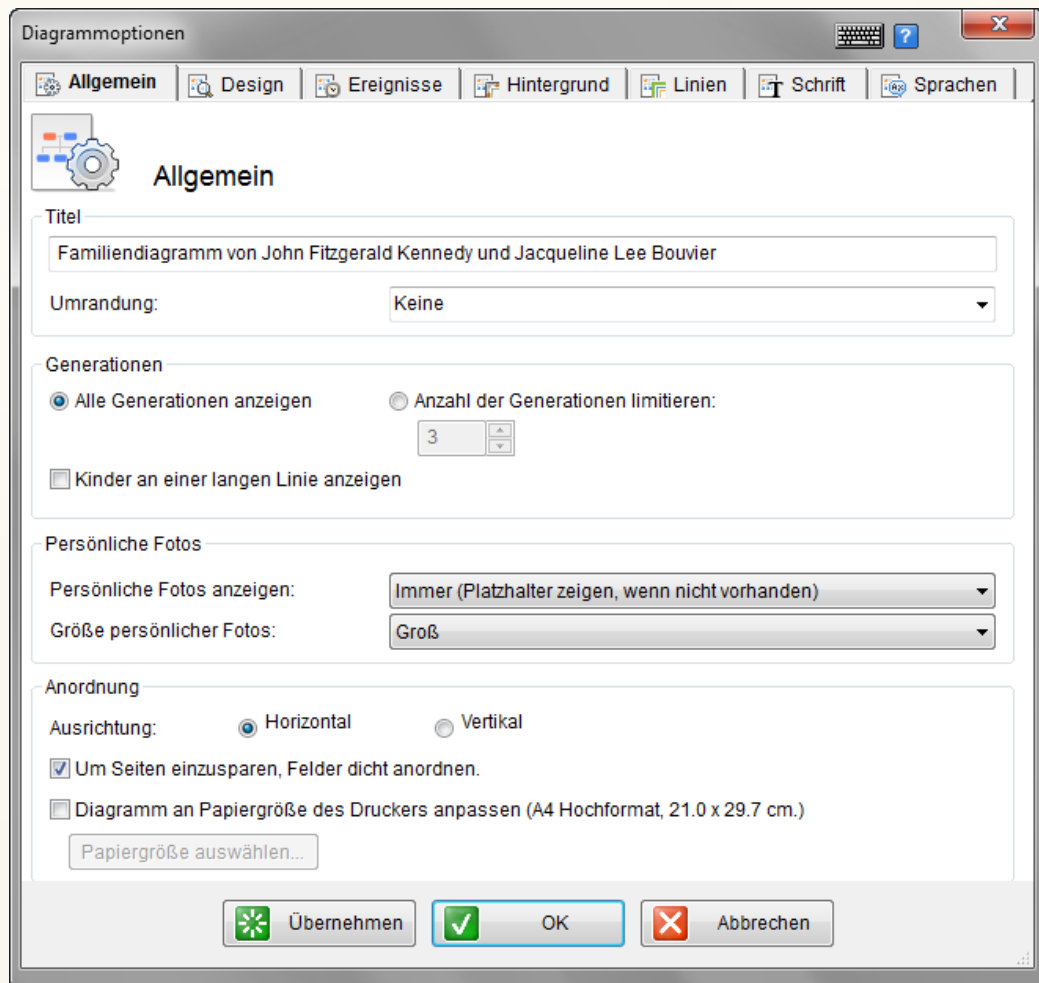 Diagrammoptionen
Allgemein Design Ereignisse Hintergrund Linien Schrift Sprachen
Allgemein
Titel
Familiendiagramm von John Fitzgerald Kennedy und Jacqueline Lee Bouvier
Umrandung: Keine
Generationen
Alle Generationen anzeigen Anzahl der Generationen limitieren:
3
Kinder an einer langen Linie anzeigen
Persönliche Fotos
Persönliche Fotos anzeigen: Immer (Platzhalter zeigen, wenn nicht vorhanden)
Größe persönlicher Fotos: Groß
Anordnung
Ausrichtung: Horizontal Vertikal
Um Seiten einzusparen, Felder dicht anordnen.
Diagramm an Papiergröße des Druckers anpassen (A4 Hochformat, 21.0 x 29.7 cm.)
Papiergröße auswählen...
Übernehmen OK Abbrechen